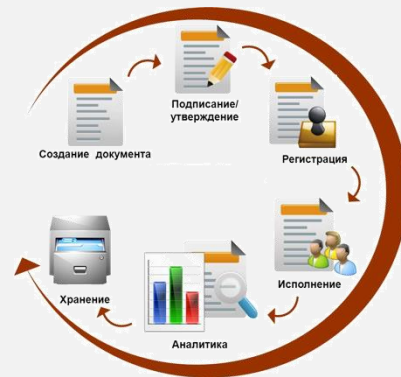 Создание документа
Подписание/
утверждение
Регистрация
Исполнение
Аналитика
Хранение